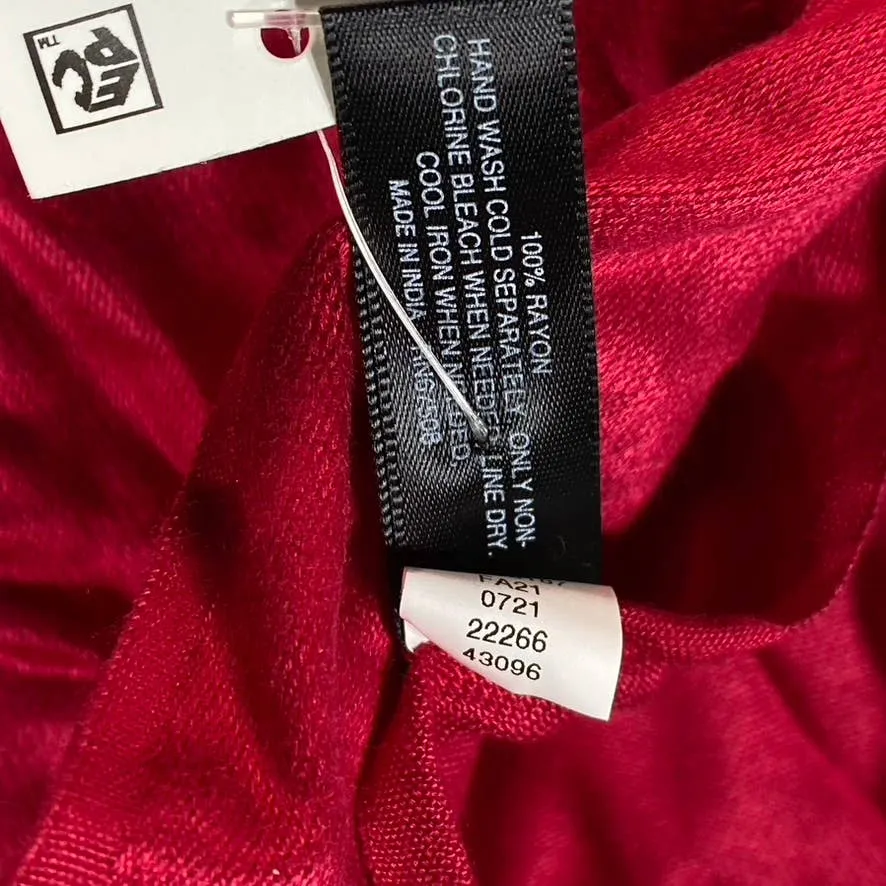 TM
100% RAYON
HAND WASH COLD SEPARATELY, ONLY NON-
CHLORINE BLEACH WHEN NEEDED, LINE DRY.
COOL IRON WHEN NEEDED,
MADE IN INDIA
FA21
0721
22266
43096